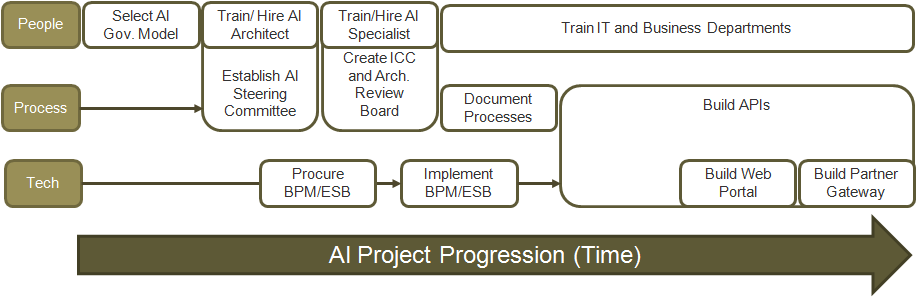 People
Select AI
Gov. Model
Train/ Hire AI
Architect
Train/Hire AI
Specialist
Train IT and Business Departments
Establish AI
Steering
Committee
Create ICC
and Arch.
Review
Board
Process
Document
Processes
Build APIs
Tech
Procure
BPM/ESB
Implement
BPM/ESB
Build Web
Portal
Build Partner
Gateway
AI Project Progression (Time)